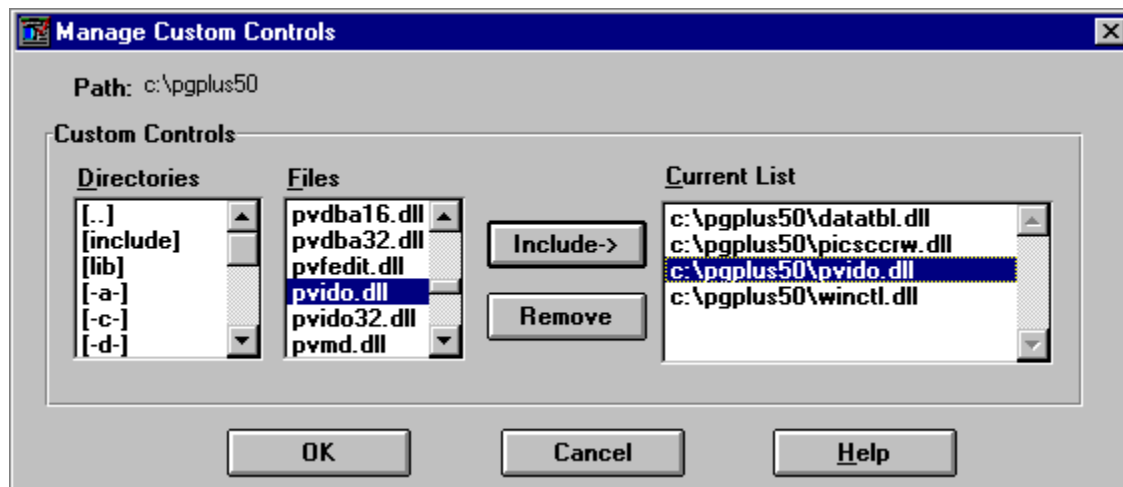 Manage Custom Controls
Path: c:\pgplus50
Custom Controls
Directories
[..]
[include]
[lib]
[-a-]
[-c-]
[-d-]
Files
pvdba16.dll
pvdba32.dll
pvfedit.dll
pvido.dll
pvido32.dll
pvmd.dll
Include->
Remove
Current List
c:\pgplus50\datatbl.dll
c:\pgplus50\picsccrw.dll
c:\pgplus50\pvido.dll
c:\pgplus50\winctl.dll
OK
Cancel
Help